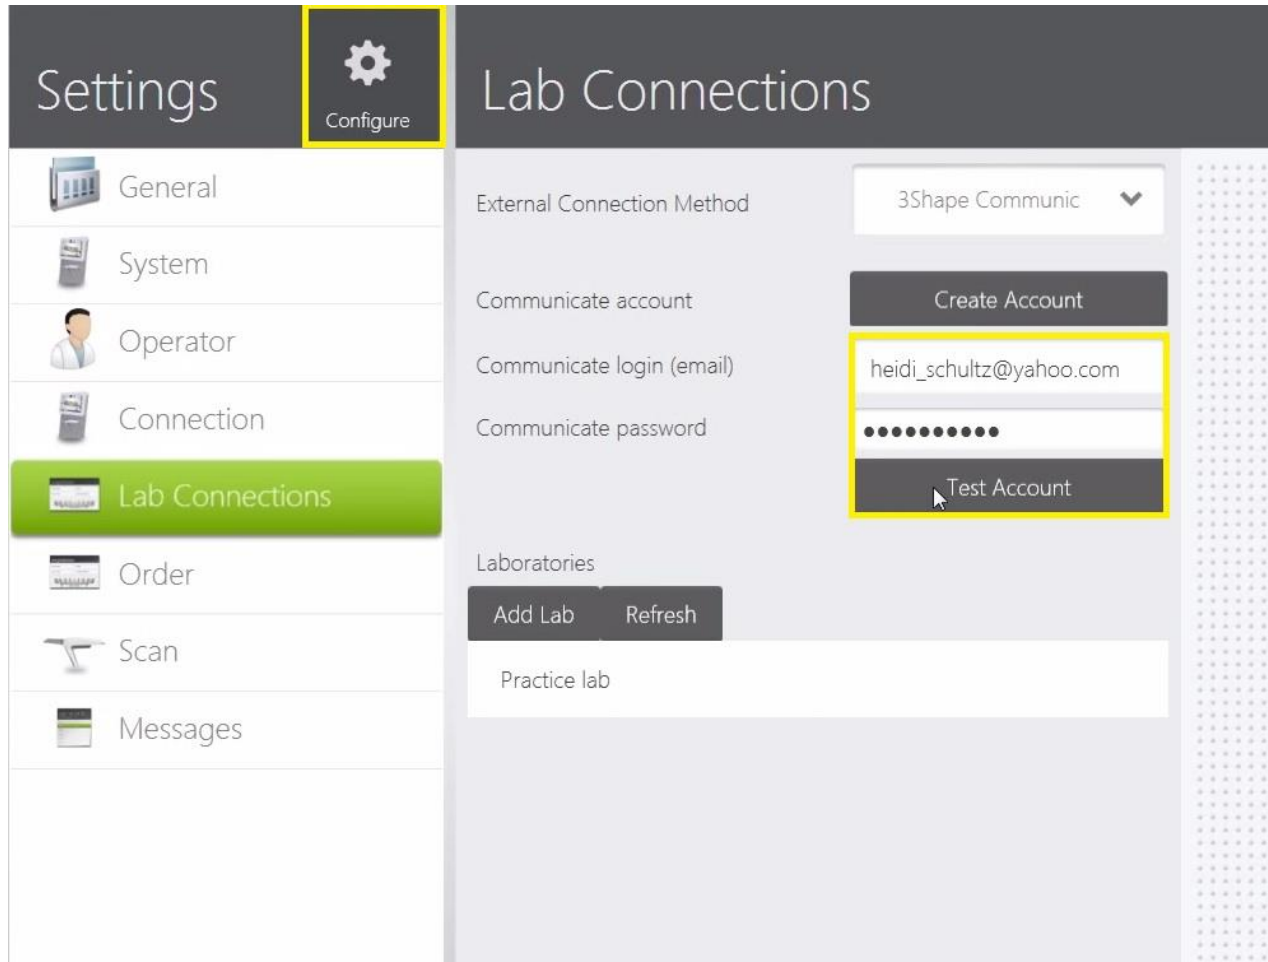 Settings
Configure
Lab Connections
General
System
Operator
Connection
Lab Connections
Order
Scan
Messages
External Connection Method
3Shape Communic
Communicate account
Create Account
Communicate login (email)
heidi_schultz@yahoo.com
Communicate password
●●●●●●●●●●
Test Account
Laboratories
Add Lab
Refresh
Practice lab